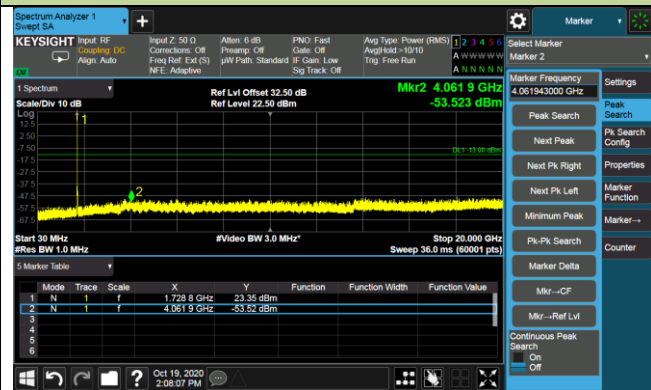 Spectrum Analyzer 1
Swept SA
+
Marker
KEYSIGHT
Input: RF
Coupling: DC
Align: Auto
Input Z: 50 Ω
Corrections: Off
Freq Ref: Ext (S)
NFE: Adaptive
Atten: 6 dB
Preamp: Off
µW Path: Standard
PNO: Fast
Gate: Off
IF Gain: Low
Sig Track: Off
Avg Type: Power (RMS)
Avg|Hold:>10/10
Trig: Free Run
1 2 3 4 5 6
A W W W W W
A N N N N N
Select Marker
Marker 2
LW
1 Spectrum
Scale/Div 10 dB
Ref Lvl Offset 32.50 dB
Ref Level 22.50 dBm
Mkr2 4.061 9 GHz
-53.523 dBm
Log
12.5
2.50
-7.50
-17.5
-27.5
-37.5
-47.5
-57.5
-67.5
1
2
DL1 -13.00 dBm
Start 30 MHz
#Res BW 1.0 MHz
#Video BW 3.0 MHz*
Stop 20.000 GHz
Sweep 36.0 ms (60001 pts)
5 Marker Table
Mode Trace Scale X Y Function Function Width Function Value
1 N 1 f 1.728 8 GHz 23.35 dBm
2 N 1 f 4.061 9 GHz -53.52 dBm
3
4
5
6
Marker Frequency
4.061943000 GHz
Peak Search
Next Peak
Next Pk Right
Next Pk Left
Minimum Peak
Pk-Pk Search
Marker Delta
Mkr→CF
Mkr→Ref Lvl
Continuous Peak
Search
On
Off
Settings
Peak
Search
Pk Search
Config
Properties
Marker
Function
Marker→
Counter
?
Oct 19, 2020
2:08:07 PM